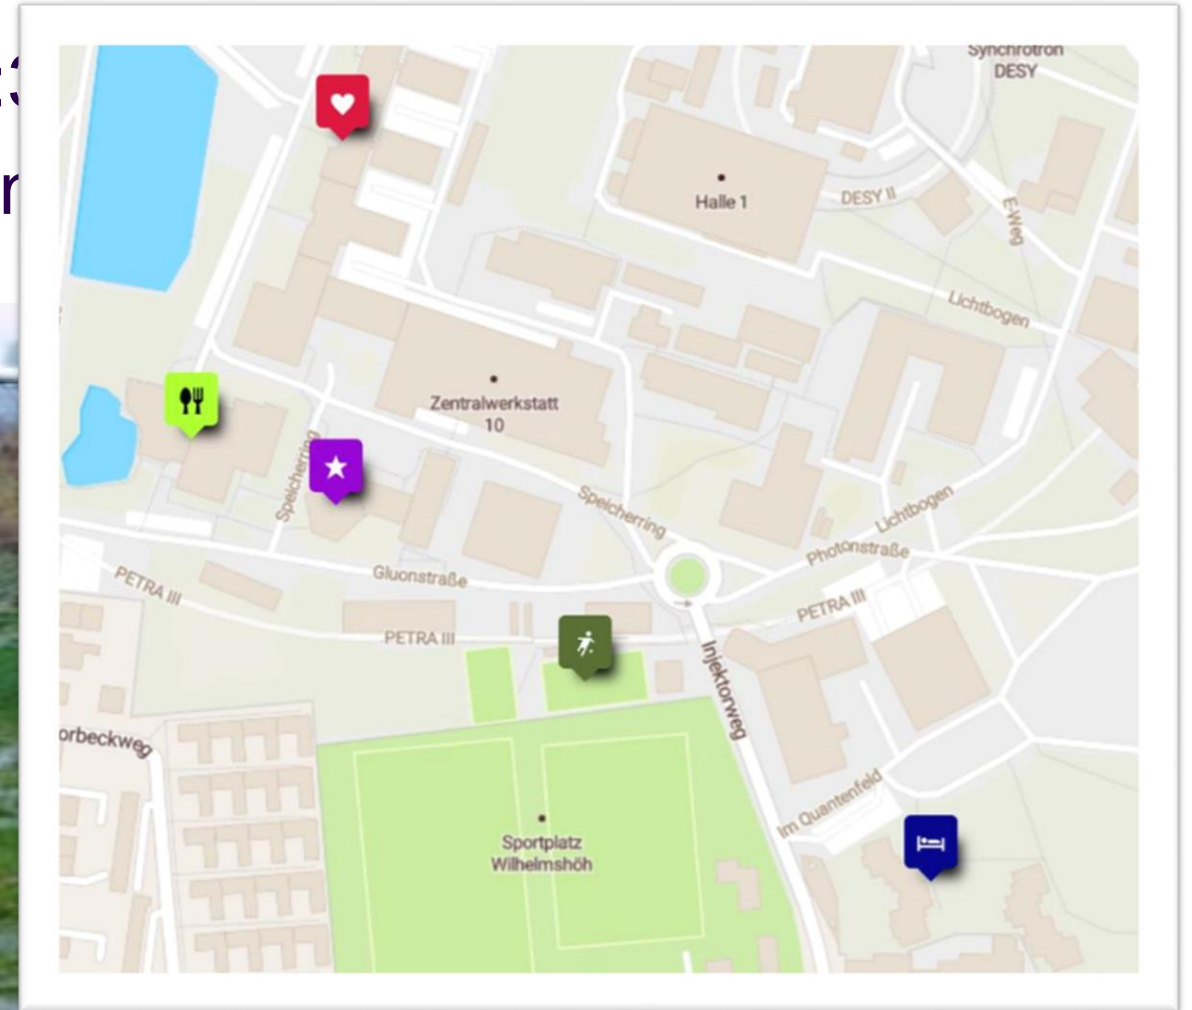 Synchrotron
DESY
Halle 1
DESY II
E-Weg
Lichtbogen
Zentralwerkstatt
10
Speicherring
Speicherring
Lichtbogen
Photonstraße
Gluonstraße
PETRA III
PETRA III
PETRA III
Injektorweg
orbeckweg
Im Quantenfeld
Sportplatz
Wilhelmshöh